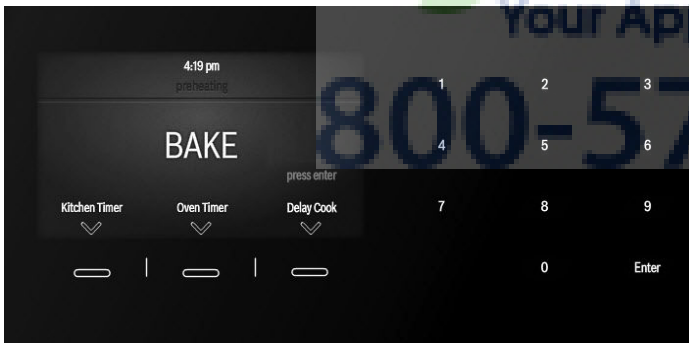 Your Ap
800-57
4:19 pm
preheating
BAKE
press enter
Kitchen Timer Oven Timer Delay Cook
1 2 3
4 5 6
7 8 9
0 Enter